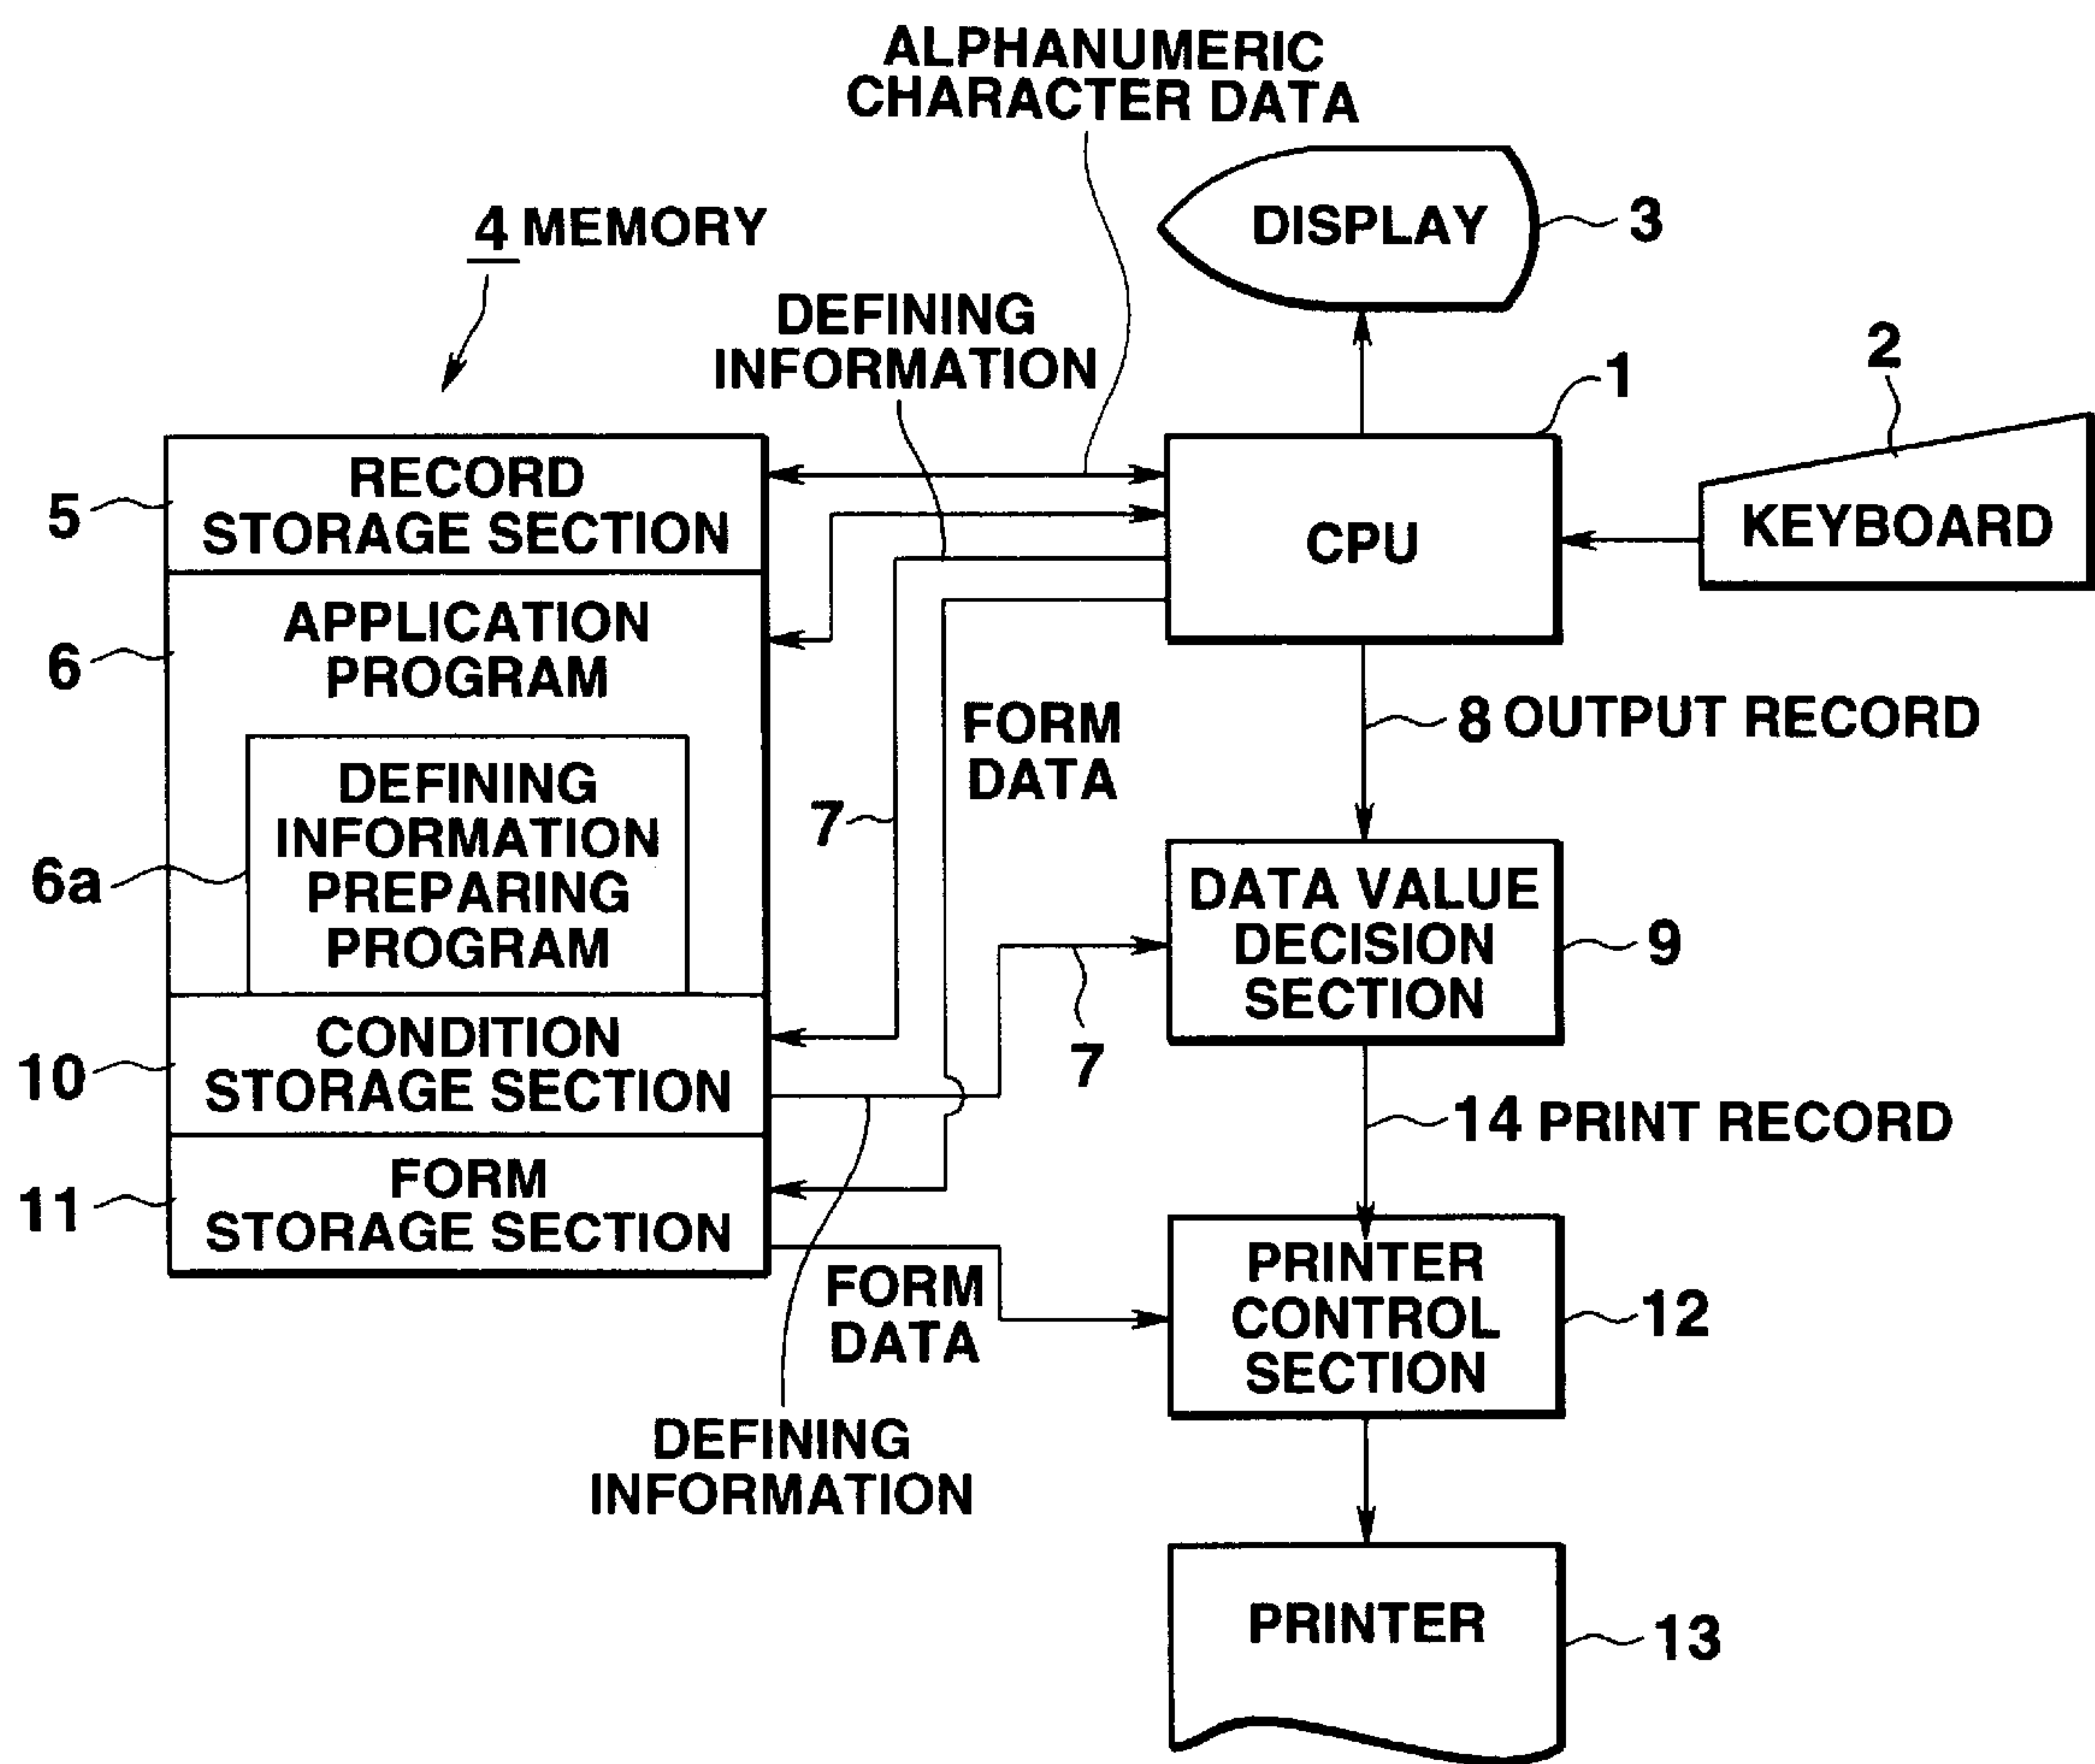 ALPHANUMERIC
CHARACTER DATA
4 MEMORY
DISPLAY
3
DEFINING
INFORMATION
1
2
RECORD
STORAGE SECTION
5
CPU
KEYBOARD
APPLICATION
PROGRAM
6
FORM
DATA
8 OUTPUT RECORD
DEFINING
INFORMATION
PREPARING
PROGRAM
6a
7
DATA VALUE
DECISION
SECTION
9
CONDITION
STORAGE SECTION
10
7
14 PRINT RECORD
FORM
STORAGE SECTION
11
FORM
DATA
PRINTER
CONTROL
SECTION
12
DEFINING
INFORMATION
PRINTER
13